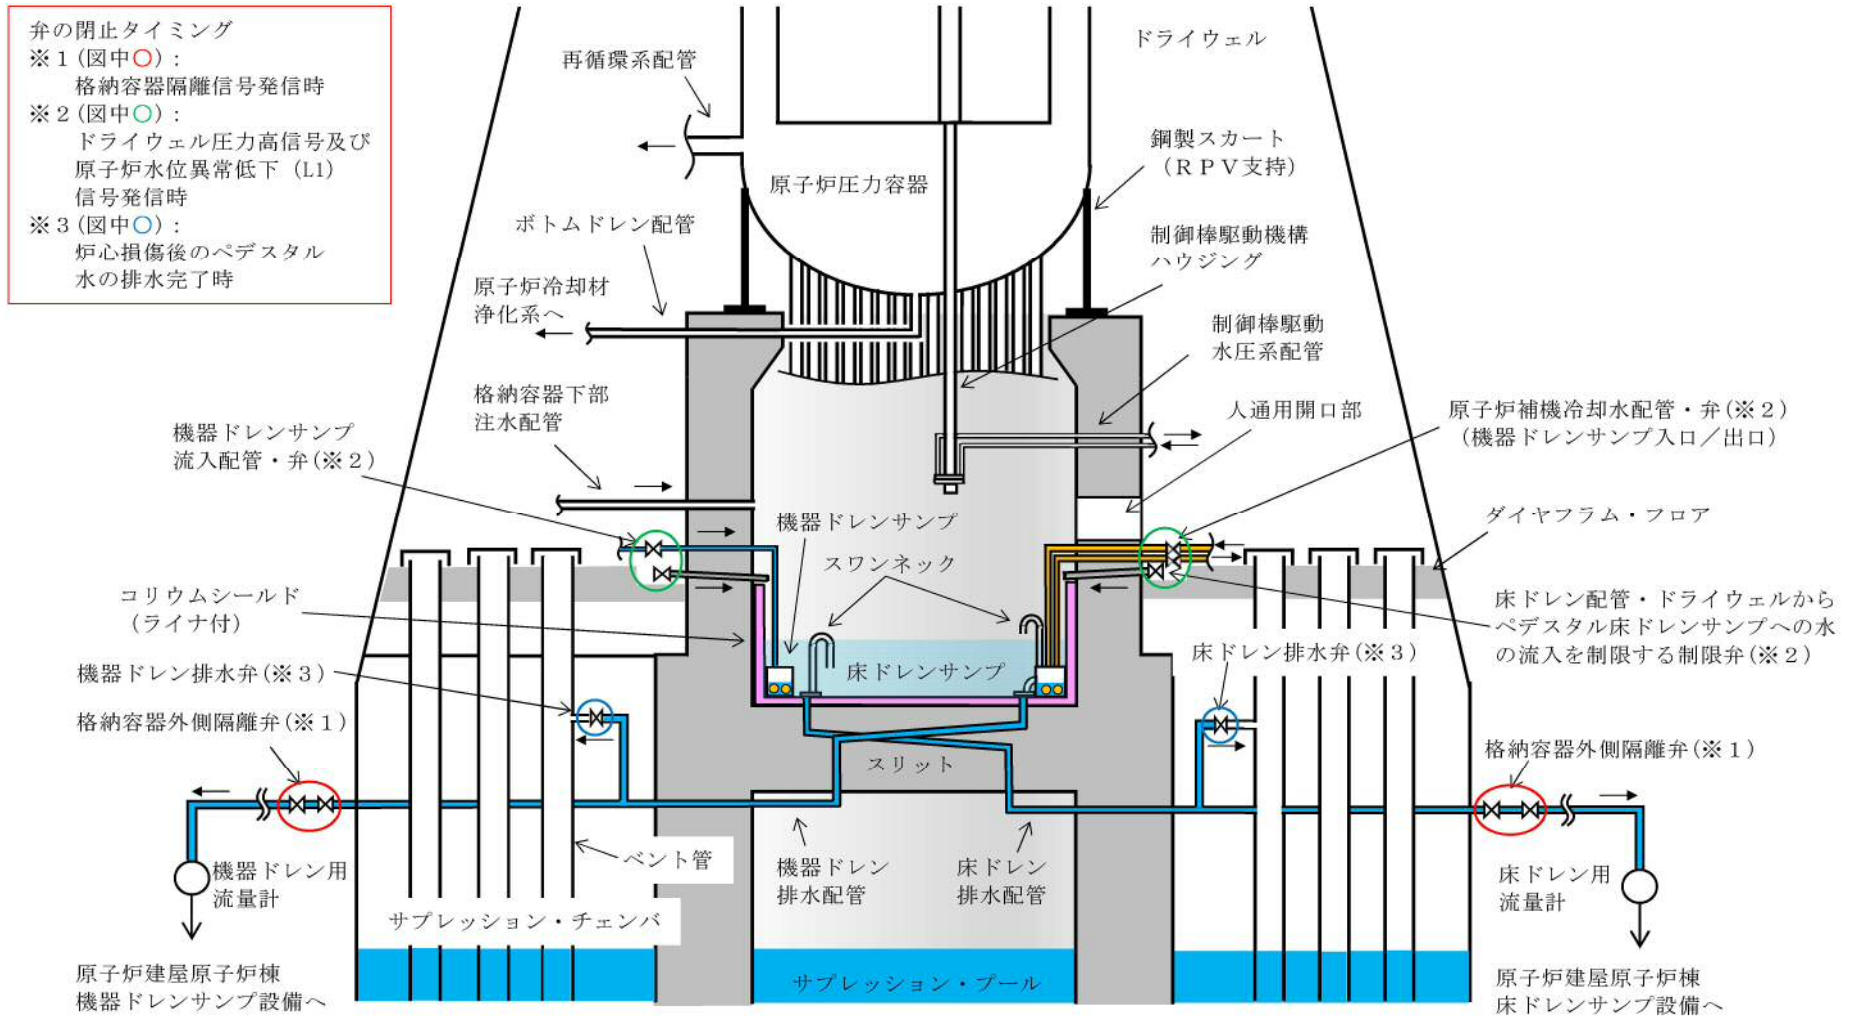 弁の閉止タイミング
※1(図中〇):
格納容器隔離信号発信時
※2(図中〇):
ドライウェル圧力高信号及び
原子炉水位異常低下（L1）
信号発信時
※3(図中〇):
炉心損傷後のペデスタル
水の排水完了時
再循環系配管
ドライウェル
鋼製スカート
（ＲＰＶ支持）
原子炉圧力容器
ボトムドレン配管
制御棒駆動機構
ハウジング
原子炉冷却材
浄化系へ
制御棒駆動
水圧系配管
格納容器下部
注水配管
人通用開口部
原子炉補機冷却水配管・弁(※2)
（機器ドレンサンプ入口／出口）
機器ドレンサンプ
流入配管・弁(※2)
機器ドレンサンプ
ダイヤフラム・フロア
スワンネック
コリウムシールド
（ライナ付）
床ドレン配管・ドライウェルから
ペデスタル床ドレンサンプへの水
の流入を制限する制限弁(※2)
床ドレンサンプ
床ドレン排水弁(※3)
機器ドレン排水弁(※3)
格納容器外側隔離弁(※1)
格納容器外側隔離弁(※1)
スリット
ベント管
機器ドレン
排水配管
床ドレン
排水配管
機器ドレン用
流量計
床ドレン用
流量計
サプレッション・チェンバ
サプレッション・プール
原子炉建屋原子炉棟
機器ドレンサンプ設備へ
原子炉建屋原子炉棟
床ドレンサンプ設備へ